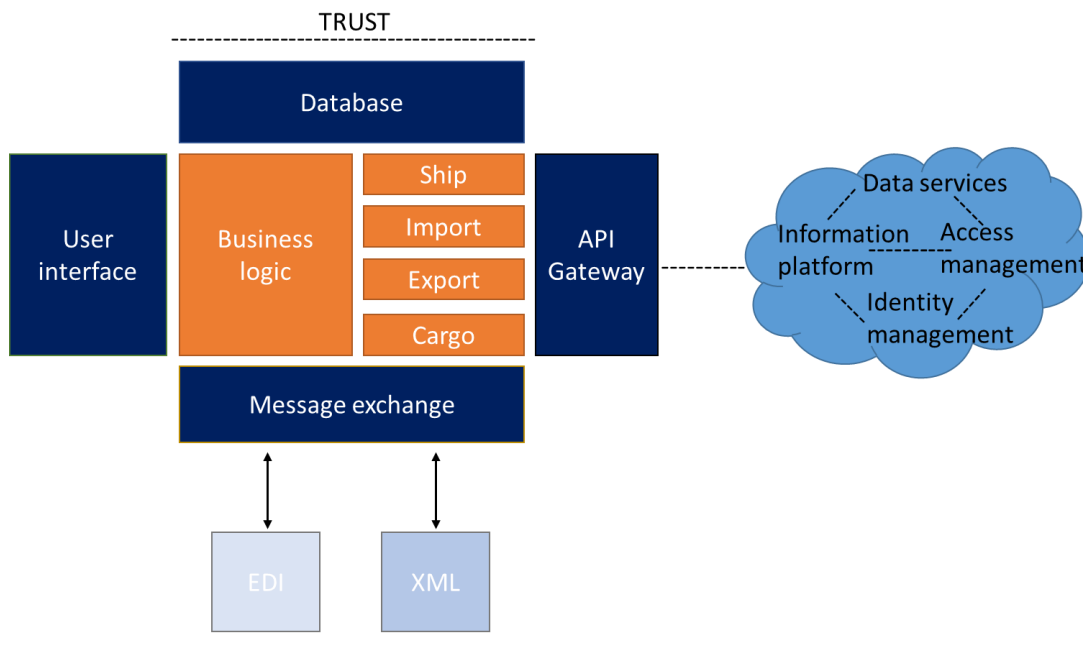 TRUST
Database
User
interface
Business
logic
Ship
Import
Export
Cargo
API
Gateway
Data services
Information
platform
Access
management
Identity
management
Message exchange
EDI
XML